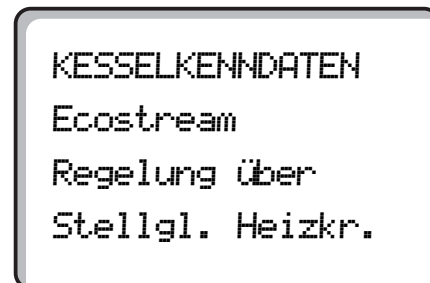 KESSELKENNDATEN
Ecostream
Regelung über
Stellgl. Heizkr.